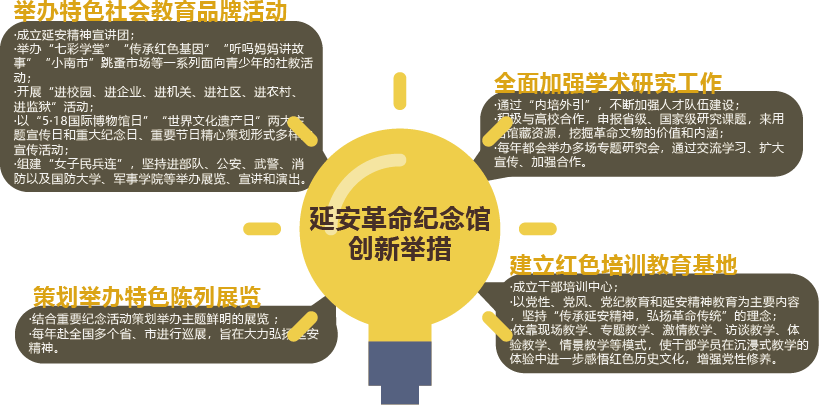 举办特色社会教育品牌活动
·成立延安精神宣讲团；
·举办“七彩学堂”“传承红色基因”“听吗妈妈讲故
事”“小南市”跳蚤市场等一系列面向青少年的社教活
动；
·开展“进校园、进企业、进机关、进社区、进农村、
进监狱”活动；
·以“5·18国际博物馆日”“世界文化遗产日”两大主
题宣传日和重大纪念日、重要节日精心策划形式多样
宣传活动；
·组建“女子民兵连”，坚持进部队、公安、武警、消
防以及国防大学、军事学院等举办展览、宣讲和演出。
全面加强学术研究工作
·通过“内培外引”，不断加强人才队伍建设；
·积极与高校合作，申报省级、国家级研究课题，来用
馆藏资源，挖掘革命文物的价值和内涵；
·每年都会举办多场专题研究会，通过交流学习、扩大
宣传、加强合作。
延安革命纪念馆
创新举措
策划举办特色陈列展览
·结合重要纪念活动策划举办主题鲜明的展览；
·每年赴全国多个省、市进行巡展，旨在大力弘扬延安
精神。
建立红色培训教育基地
·成立干部培训中心；
·以党性、党风、党纪教育和延安精神教育为主要内容
，坚持“传承延安精神，弘扬革命传统”的理念；
·依靠现场教学、专题教学、激情教学、访谈教学、体
验教学、情景教学等模式，使干部学员在沉浸式教学的
体验中进一步感悟红色历史文化，增强党性修养。